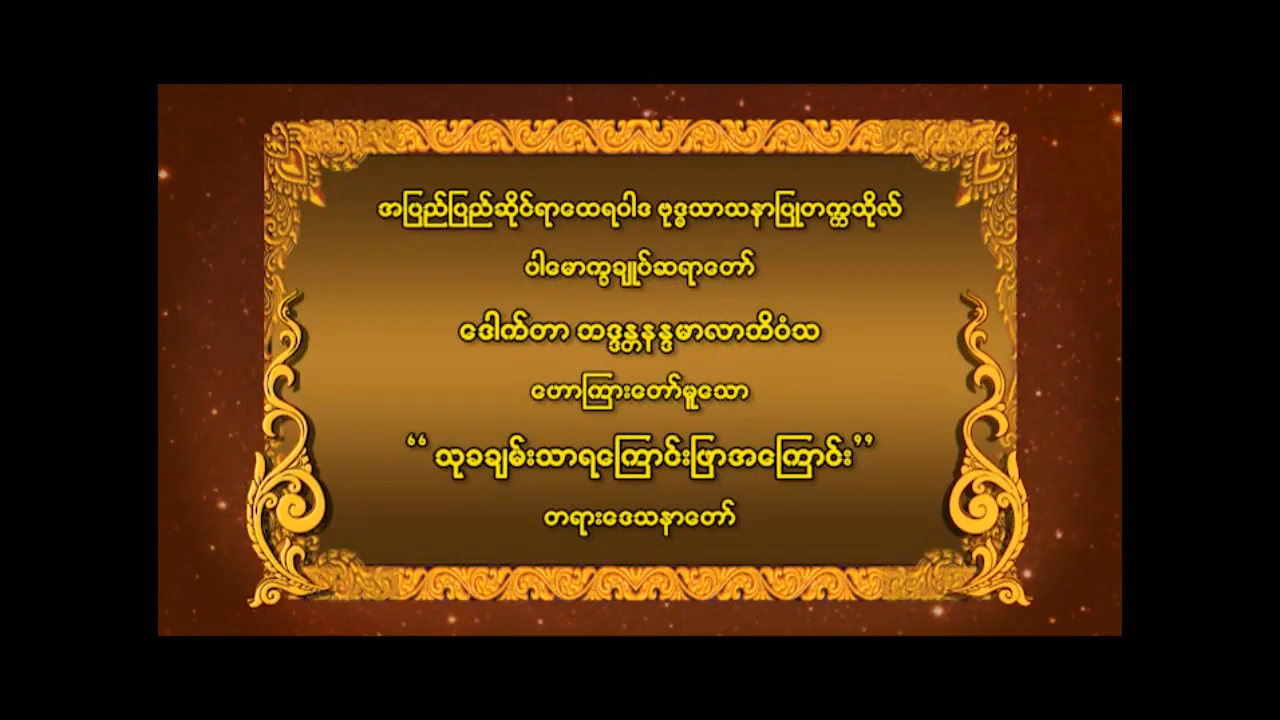 အပြည်ပြည်ဆိုင်ရာထေရဝါဒ ဗုဒ္ဓသာသနာပြုတက္ကသိုလ်
ပါမောက္ခချုပ်ဆရာတော်
ဒေါက်တာ ဘဒ္ဒန္တနန္ဒမာလာဘိဝံသ
ဟောကြားတော်မူသော
“သုခချမ်းသာရကြောင်းဖြာအကြောင်း”
တရားဒေသနာတော်